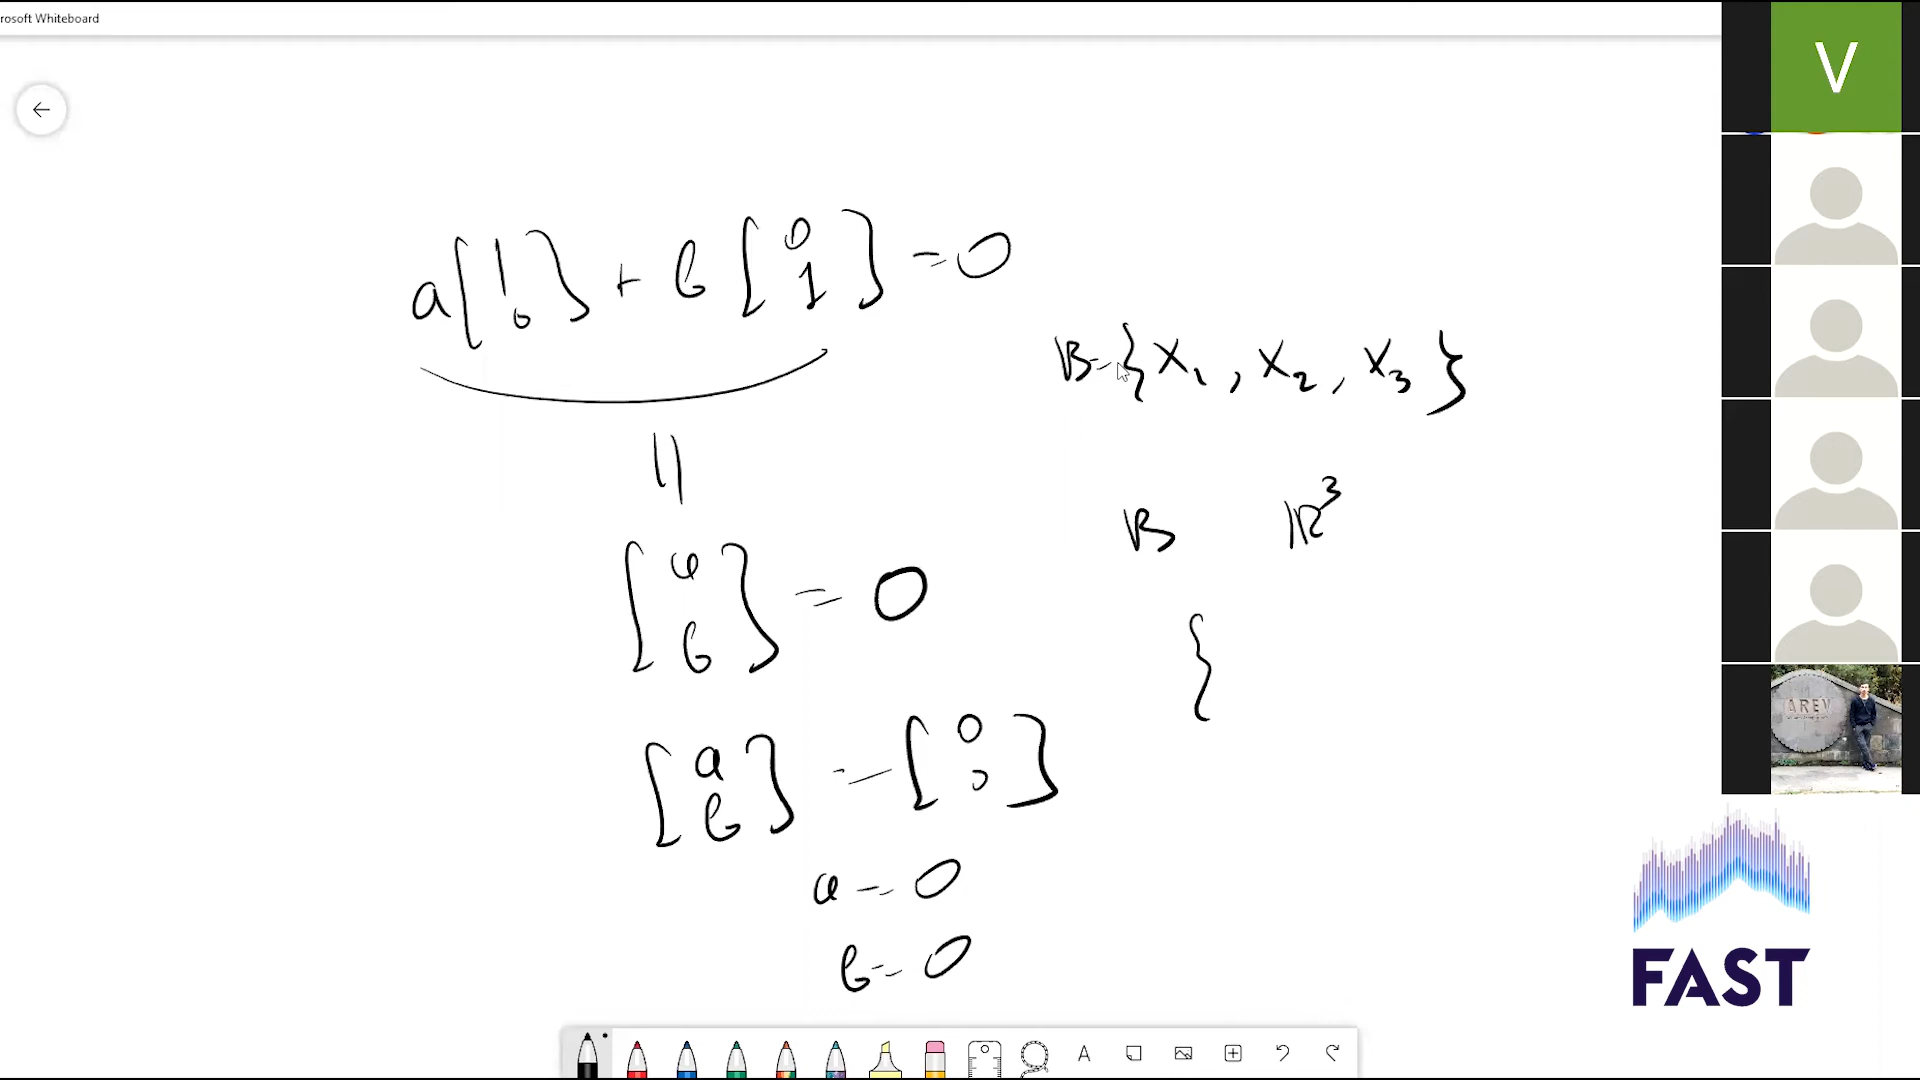 rosoft Whiteboard
V
a[1 0] + b[0 1] = 0
B = {x₁, x₂, x₃}
||
B ℝ³
[a b] = 0
{
[a b] = [0 0]
a = 0
b = 0
AREV
FAST
A